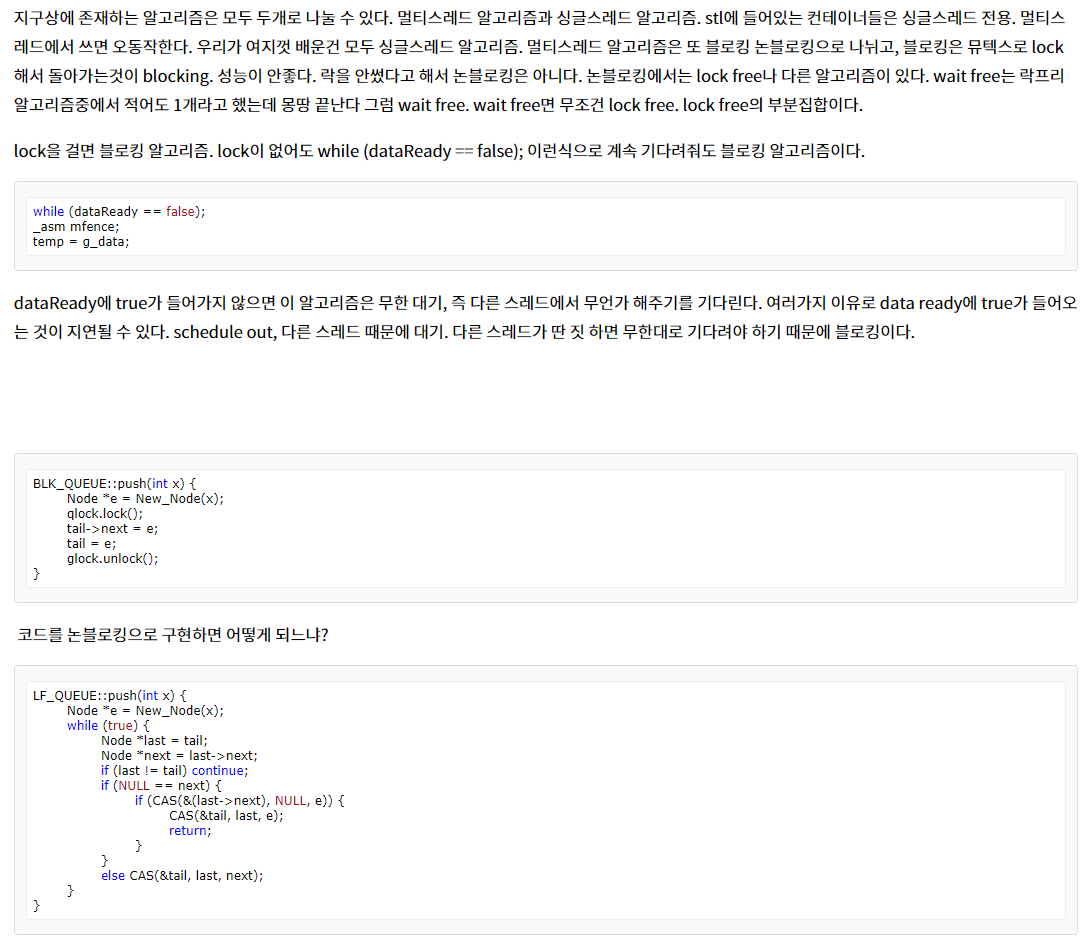 지구상에 존재하는 알고리즘은 모두 두개로 나눌 수 있다. 멀티스레드 알고리즘과 싱글스레드 알고리즘. stl에 들어있는 컨테이너들은 싱글스레드 전용. 멀티스
레드에서 쓰면 오동작한다. 우리가 여지껏 배운건 모두 싱글스레드 알고리즘. 멀티스레드 알고리즘은 또 블로킹 논블로킹으로 나뉘고, 블로킹은 뮤텍스로 lock
해서 돌아가는것이 blocking. 성능이 안좋다. 락을 안썼다고 해서 논블로킹은 아니다. 논블로킹에서는 lock free나 다른 알고리즘이 있다. wait free는 락프리
알고리즘중에서 적어도 1개라고 했는데 몽땅 끝난다 그럼 wait free. wait free면 무조건 lock free. lock free의 부분집합이다.
lock을 걸면 블로킹 알고리즘. lock이 없어도 while (dataReady == false); 이런식으로 계속 기다려줘도 블로킹 알고리즘이다.
while (dataReady == false);
_asm mfence;
temp = g_data;
dataReady에 true가 들어가지 않으면 이 알고리즘은 무한 대기, 즉 다른 스레드에서 무언가 해주기를 기다린다. 여러가지 이유로 data ready에 true가 들어오
는 것이 지연될 수 있다. schedule out, 다른 스레드 때문에 대기. 다른 스레드가 딴 짓 하면 무한대로 기다려야 하기 때문에 블로킹이다.
BLK_QUEUE::push(int x) {
Node *e = New_Node(x);
qlock.lock();
tail->next = e;
tail = e;
glock.unlock();
}
코드를 논블로킹으로 구현하면 어떻게 되느냐?
LF_QUEUE::push(int x) {
Node *e = New_Node(x);
while (true) {
Node *last = tail;
Node *next = last->next;
if (last != tail) continue;
if (NULL == next) {
if (CAS(&(last->next), NULL, e)) {
CAS(&tail, last, e);
return;
}
}
else CAS(&tail, last, next);
}
}